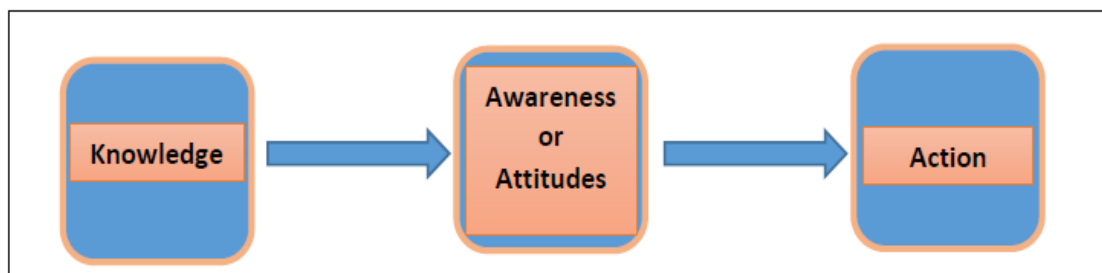 Knowledge
Awareness
or
Attitudes
Action